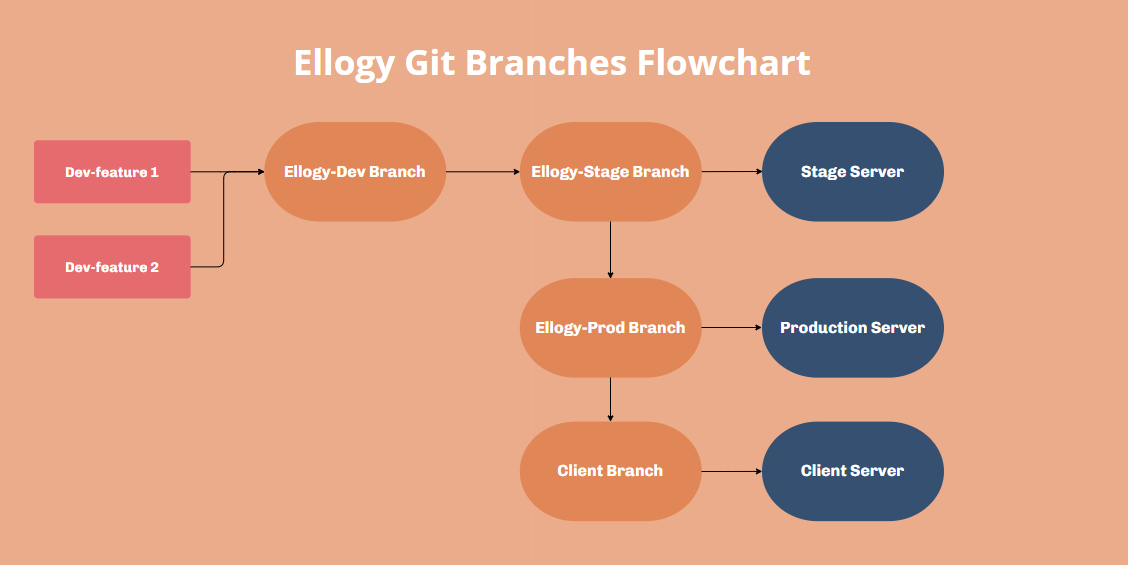 Ellogy Git Branches Flowchart
Dev-feature 1
Ellogy-Dev Branch
Ellogy-Stage Branch
Stage Server
Dev-feature 2
Ellogy-Prod Branch
Production Server
Client Branch
Client Server